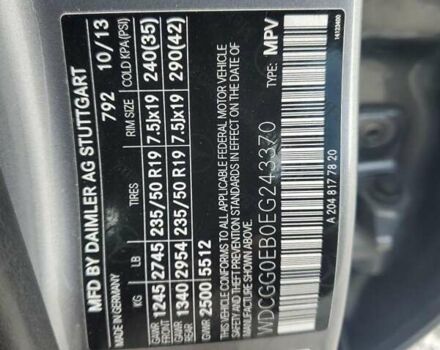 MFD BY DAIMLER AG STUTTGART
MADE IN GERMANY 792 10/13
KG LB TIRES RIM SIZE COLD KPA(PSI)
GAWR FRONT 1245 2745 235/50 R19 7.5Jx19 240(35)
GAWR REAR 1340 2954 235/50 R19 7.5Jx19 290(42)
GVWR 2500 5512
THIS VEHICLE CONFORMS TO ALL APPLICABLE FEDERAL MOTOR VEHICLE
SAFETY, BUMPER, AND THEFT PREVENTION STANDARDS IN EFFECT ON THE DATE
OF MANUFACTURE SHOWN ABOVE.
WDCGG0EB0EG243370 TYPE: MPV
A 204 817 78 20
14133400